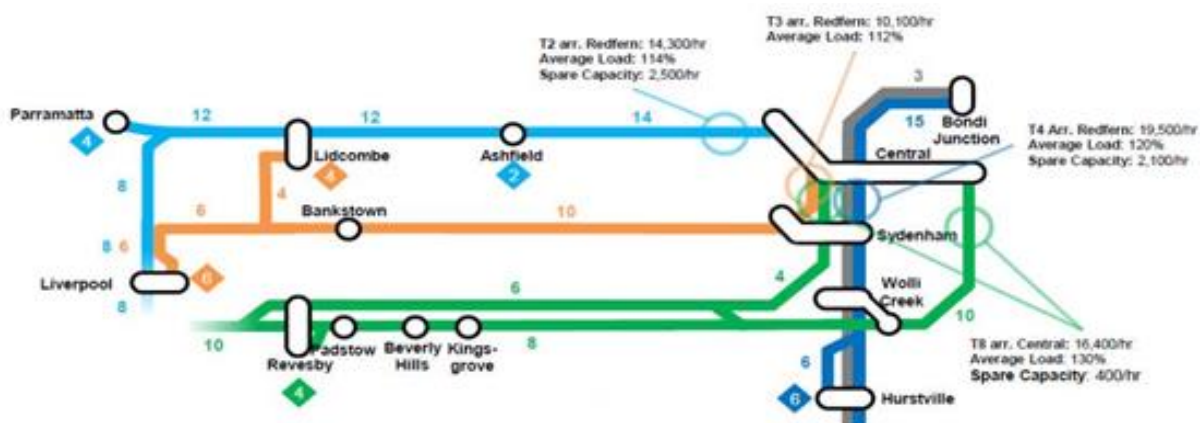 T3 arr. Redfern: 10,100/hr
Average Load: 112%
T2 arr. Redfern: 14,300/hr
Average Load: 114%
Spare Capacity: 2,500/hr
3
Parramatta
12
12
14
15
Bondi
Junction
4
Lidcombe
Ashfield
Central
T4 Arr. Redfern: 19,500/hr
Average Load: 120%
Spare Capacity: 2,100/hr
4
2
8
4
6
Bankstown
10
8
6
Sydenham
Liverpool
6
4
Wolli
Creek
8
6
10
10
8
Padstow
Beverly
Hills
Kings-
grove
Revesby
6
T8 arr. Central: 16,400/hr
Average Load: 130%
Spare Capacity: 400/hr
4
6
Hurstville